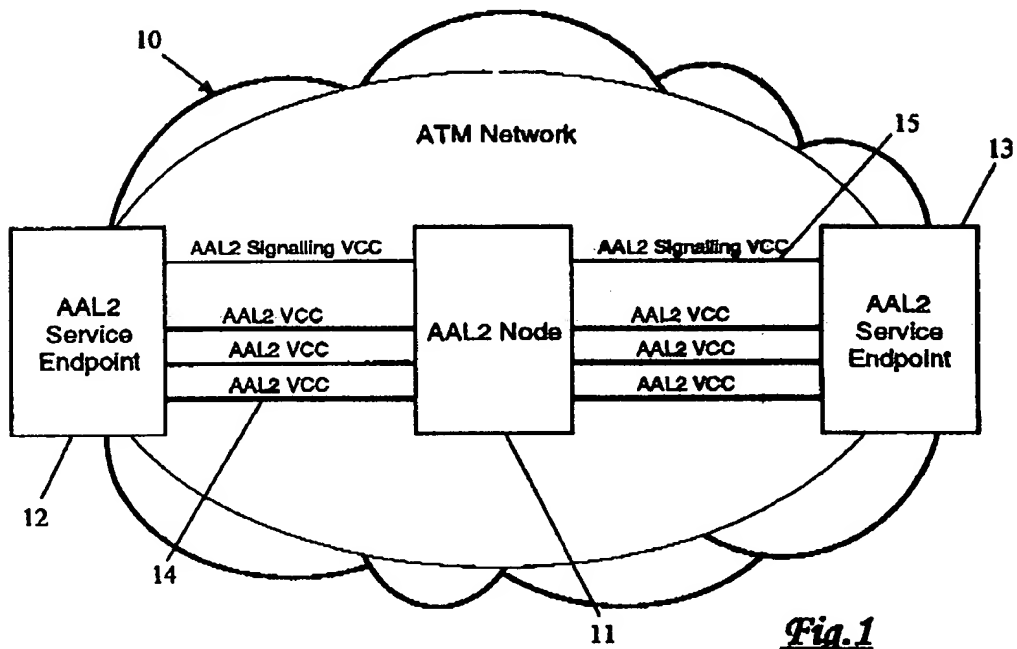 10
ATM Network
15
13
AAL2 Signalling VCC
AAL2 Signalling VCC
AAL2
Service
Endpoint
AAL2 VCC
AAL2 VCC
AAL2 VCC
AAL2 Node
AAL2 VCC
AAL2 VCC
AAL2 VCC
AAL2
Service
Endpoint
12
14
11
Fig.1